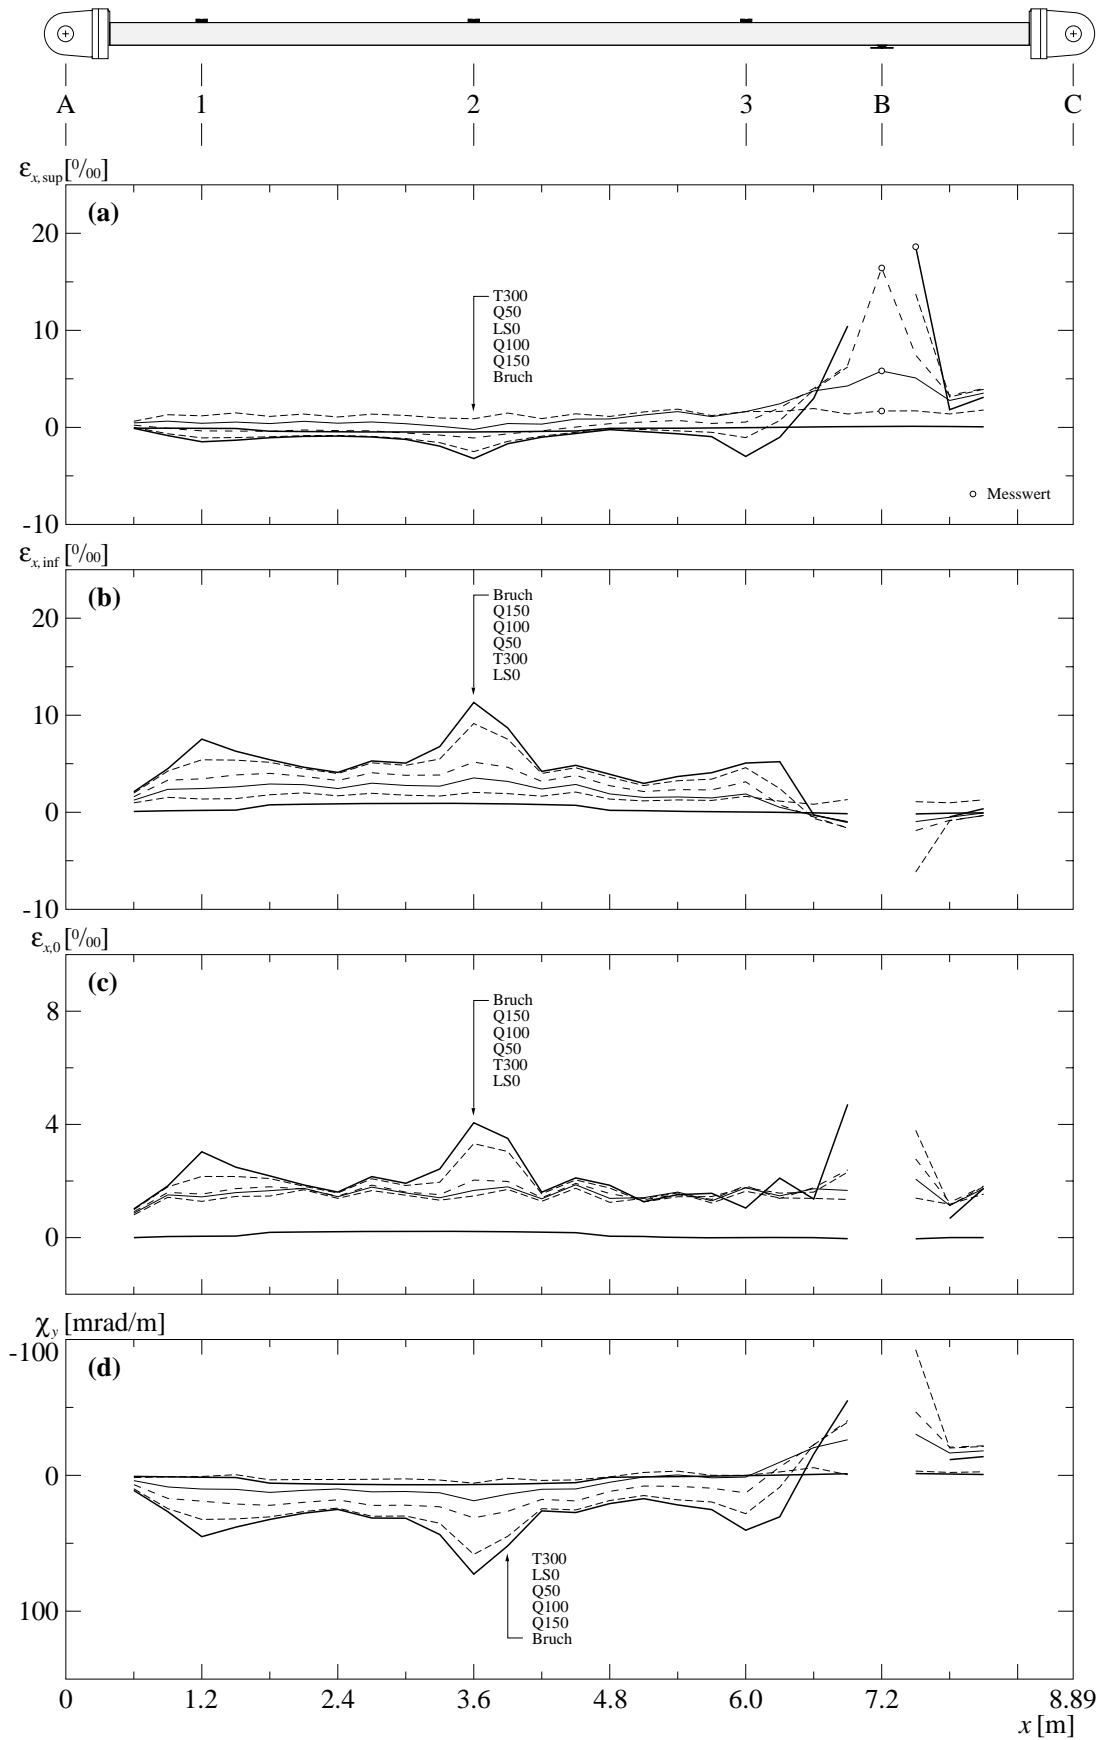 A 1 2 3 B C
εx,sup [0/00]
(a)
20
10
0
-10
T300
Q50
LS0
Q100
Q150
Bruch
Messwert
εx,inf [0/00]
(b)
20
10
0
-10
Bruch
Q150
Q100
Q50
T300
LS0
εx,0 [0/00]
(c)
8
4
0
Bruch
Q150
Q100
Q50
T300
LS0
χy [mrad/m]
(d)
-100
0
100
T300
LS0
Q50
Q100
Q150
Bruch
0 1.2 2.4 3.6 4.8 6.0 7.2 8.89
x [m]